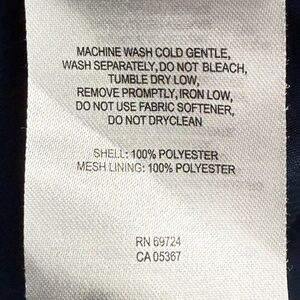 MACHINE WASH COLD GENTLE,
WASH SEPARATELY, DO NOT BLEACH,
TUMBLE DRY LOW,
REMOVE PROMPTLY, IRON LOW,
DO NOT USE FABRIC SOFTENER,
DO NOT DRYCLEAN
SHELL: 100% POLYESTER
MESH LINING: 100% POLYESTER
RN 69724
CA 05367